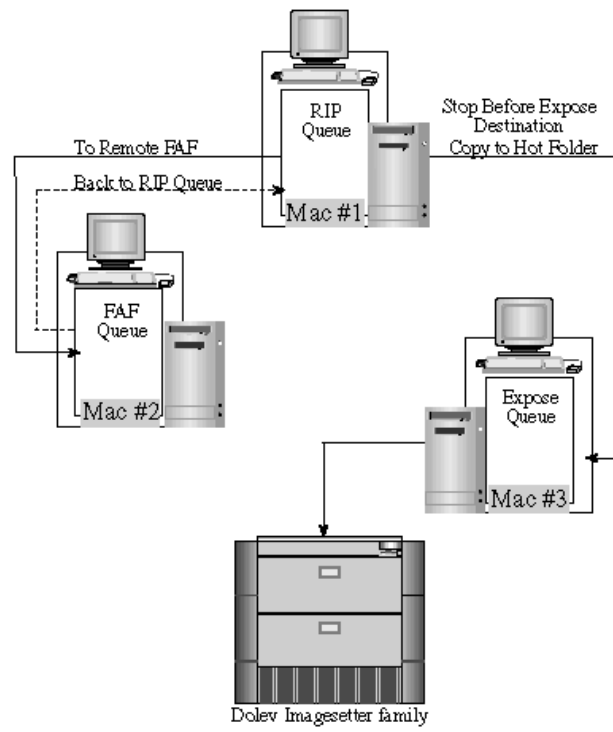 RIP
Queue
Mac #1
Stop Before Expose
Destination
Copy to Hot Folder
To Remote FAF
Back to RIP Queue
FAF
Queue
Mac #2
Expose
Queue
Mac #3
Dolev Imagesetter family